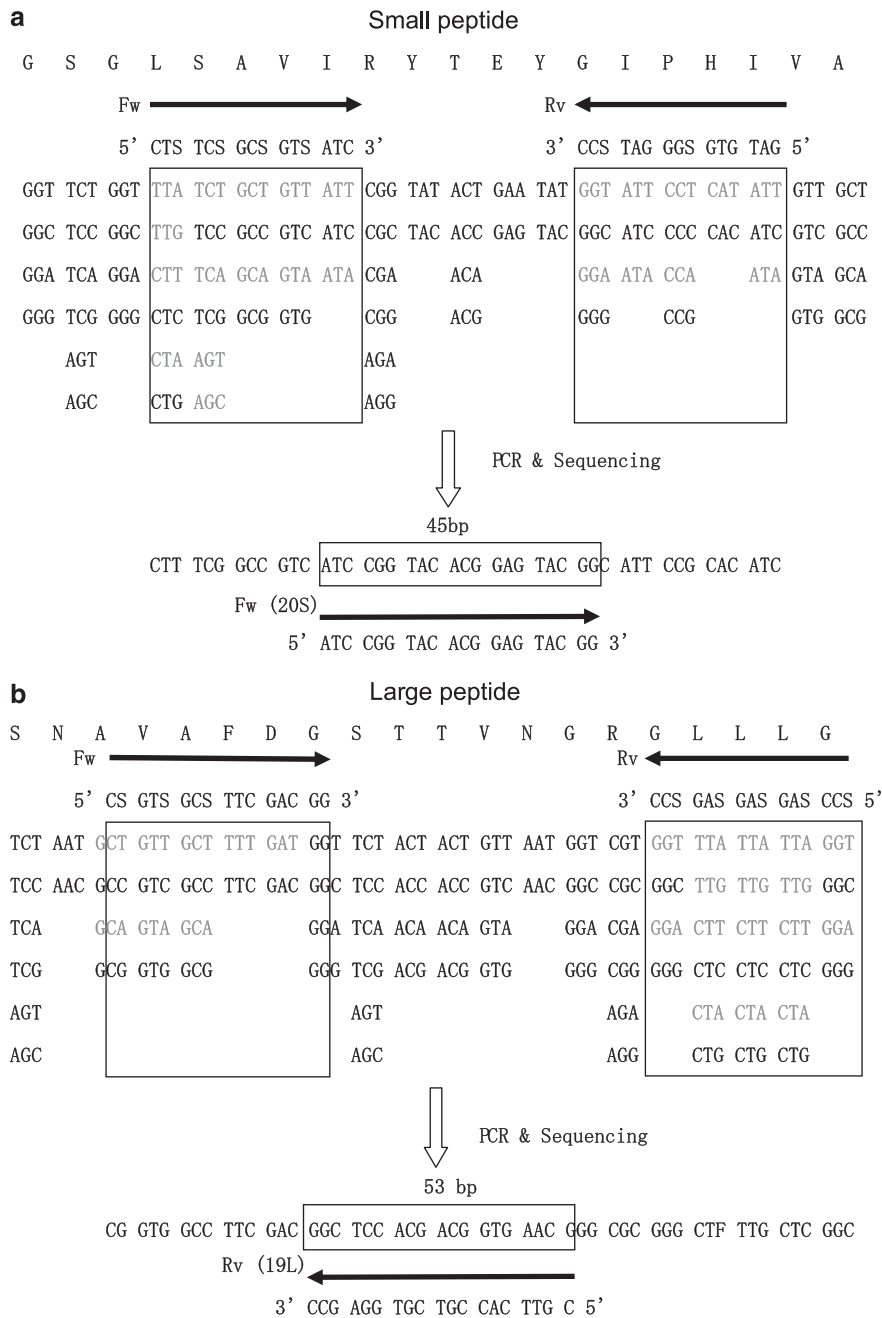 a Small peptide
G S G L S A V I R Y T E Y G I P H I V A
Fw Rv
5’ CTS TCS GCS GTS ATC 3’ 3’ CCS TAG GGS GTG TAG 5’
GGT TCT GGT TTA TCT GCT GTT ATT CGG TAT ACT GAA TAT GGT ATT CCT CAT ATT GTT GCT
GGC TCC GGC TTG TCC GCC GTC ATC CGC TAC ACC GAG TAC GGC ATC CCC CAC ATC GTC GCC
GGA TCA GGA CTT TCA GCA GTA ATA CGA ACA GGA ATA CCA ATA GTA GCA
GGG TCG GGG CTC TCG GCG GTG CGG ACG GGG CCG GTG GCG
AGT CTA AGT AGA
AGC CTG AGC AGG
PCR & Sequencing
45bp
CTT TCG GCC GTC ATC CGG TAC ACG GAG TAC GGC ATT CCG CAC ATC
Fw (20S)
5’ ATC CGG TAC ACG GAG TAC GG 3’
b Large peptide
S N A V A F D G S T T V N G R G L L L G
Fw Rv
5’ CS GTS GCS TTC GAC GG 3’ 3’ CCS GAS GAS GAS CCS 5’
TCT AAT GCT GTT GCT TTT GAT GGT TCT ACT ACT GTT AAT GGT CGT GGT TTA TTA TTA GGT
TCC AAC GCC GTC GCC TTC GAC GGC TCC ACC ACC GTC AAC GGC CGC GGC TTG TTG TTG GGC
TCA GCA GTA GCA GGA TCA ACA ACA GTA GGA CGA GGA CTT CTT CTT GGA
TCG GCG GTG GCG GGG TCG ACG ACG GTG GGG CGG GGG CTC CTC CTC GGG
AGT AGT AGA CTA CTA CTA
AGC AGC AGG CTG CTG CTG
PCR & Sequencing
53 bp
CG GTG GCC TTC GAC GGC TCC ACG ACG GTG AAC GGG CGC GGG CTF TTG CTC GGC
Rv (19L)
3’ CCG AGG TGC TGC CAC TTG C 5’